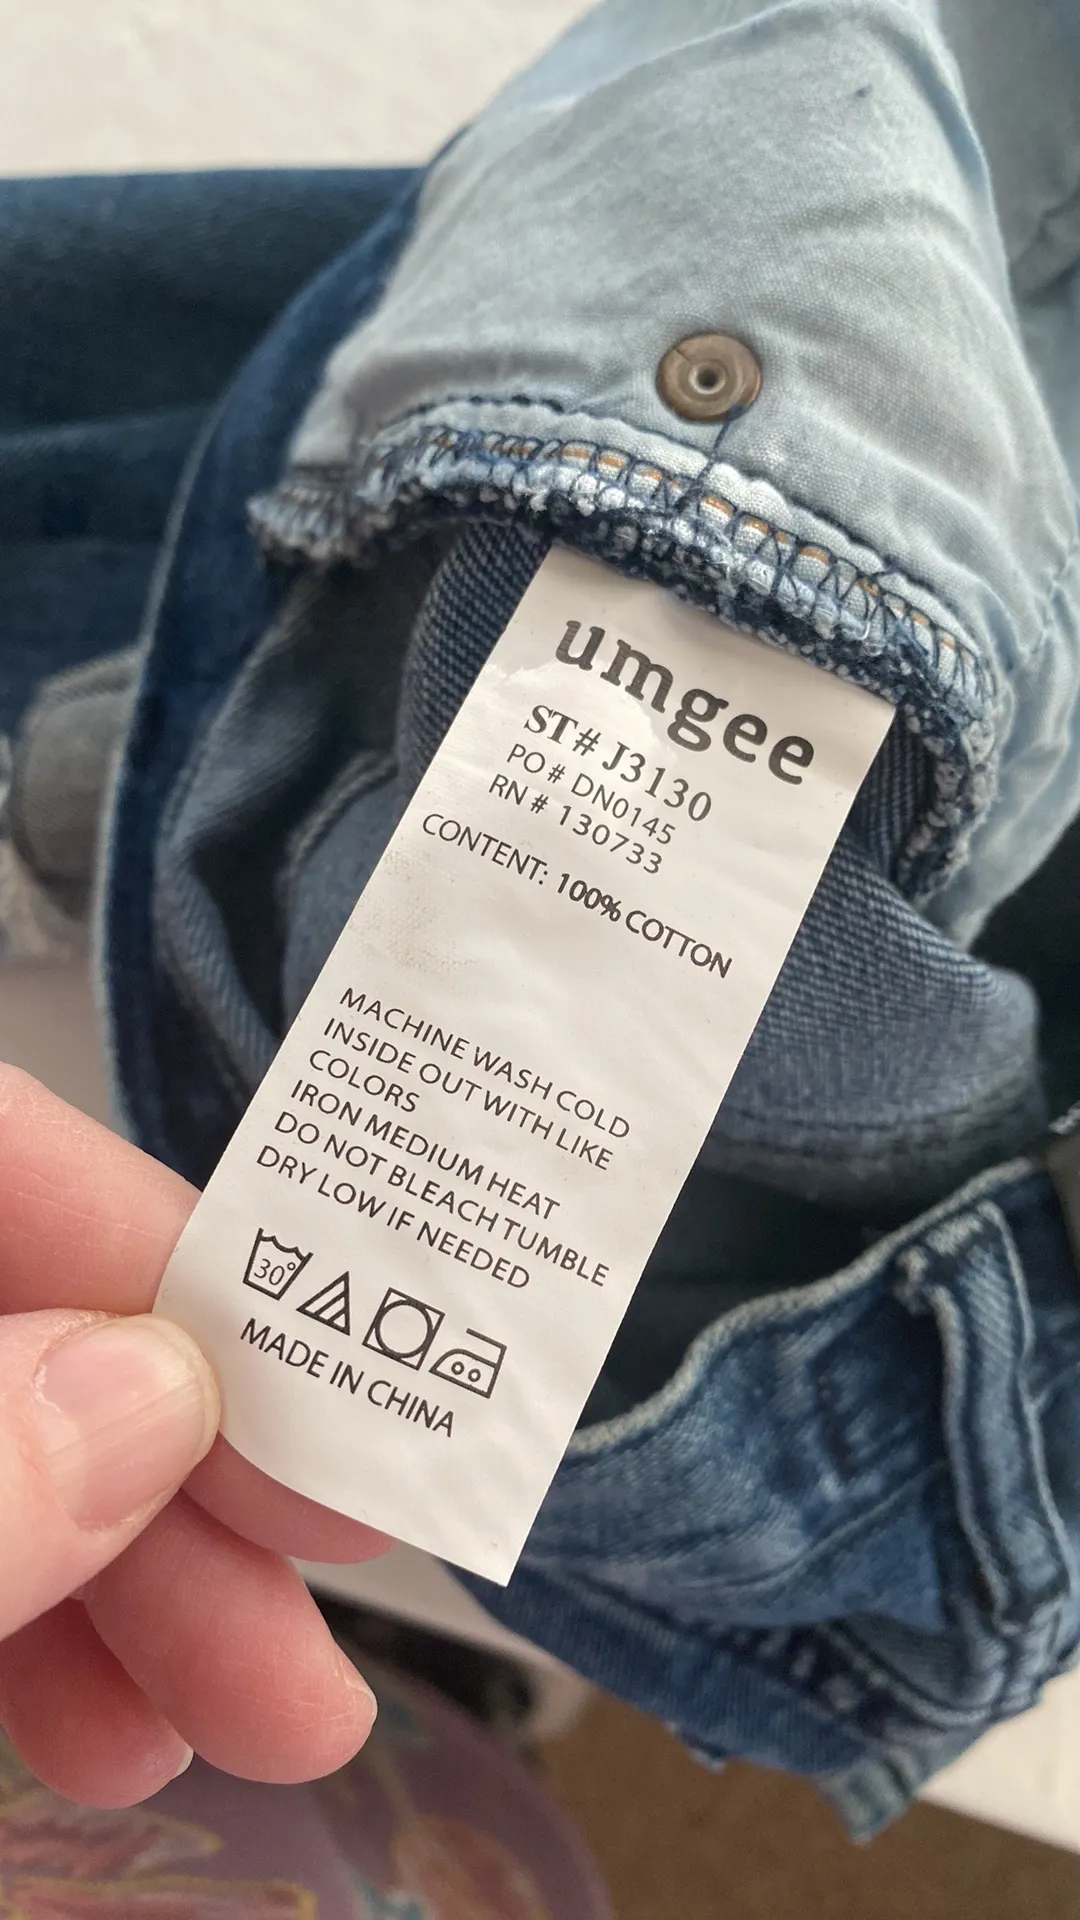 umgee
ST# J3130
PO # DN0145
RN # 130733
CONTENT: 100% COTTON
MACHINE WASH COLD
INSIDE OUT WITH LIKE
COLORS
IRON MEDIUM HEAT
DO NOT BLEACH TUMBLE
DRY LOW IF NEEDED
30°
MADE IN CHINA